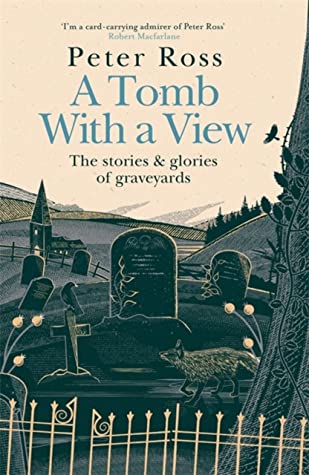 'I'm a card-carrying admirer of Peter Ross'
Robert Macfarlane
Peter Ross
A Tomb
With a View
The stories & glories
of graveyards